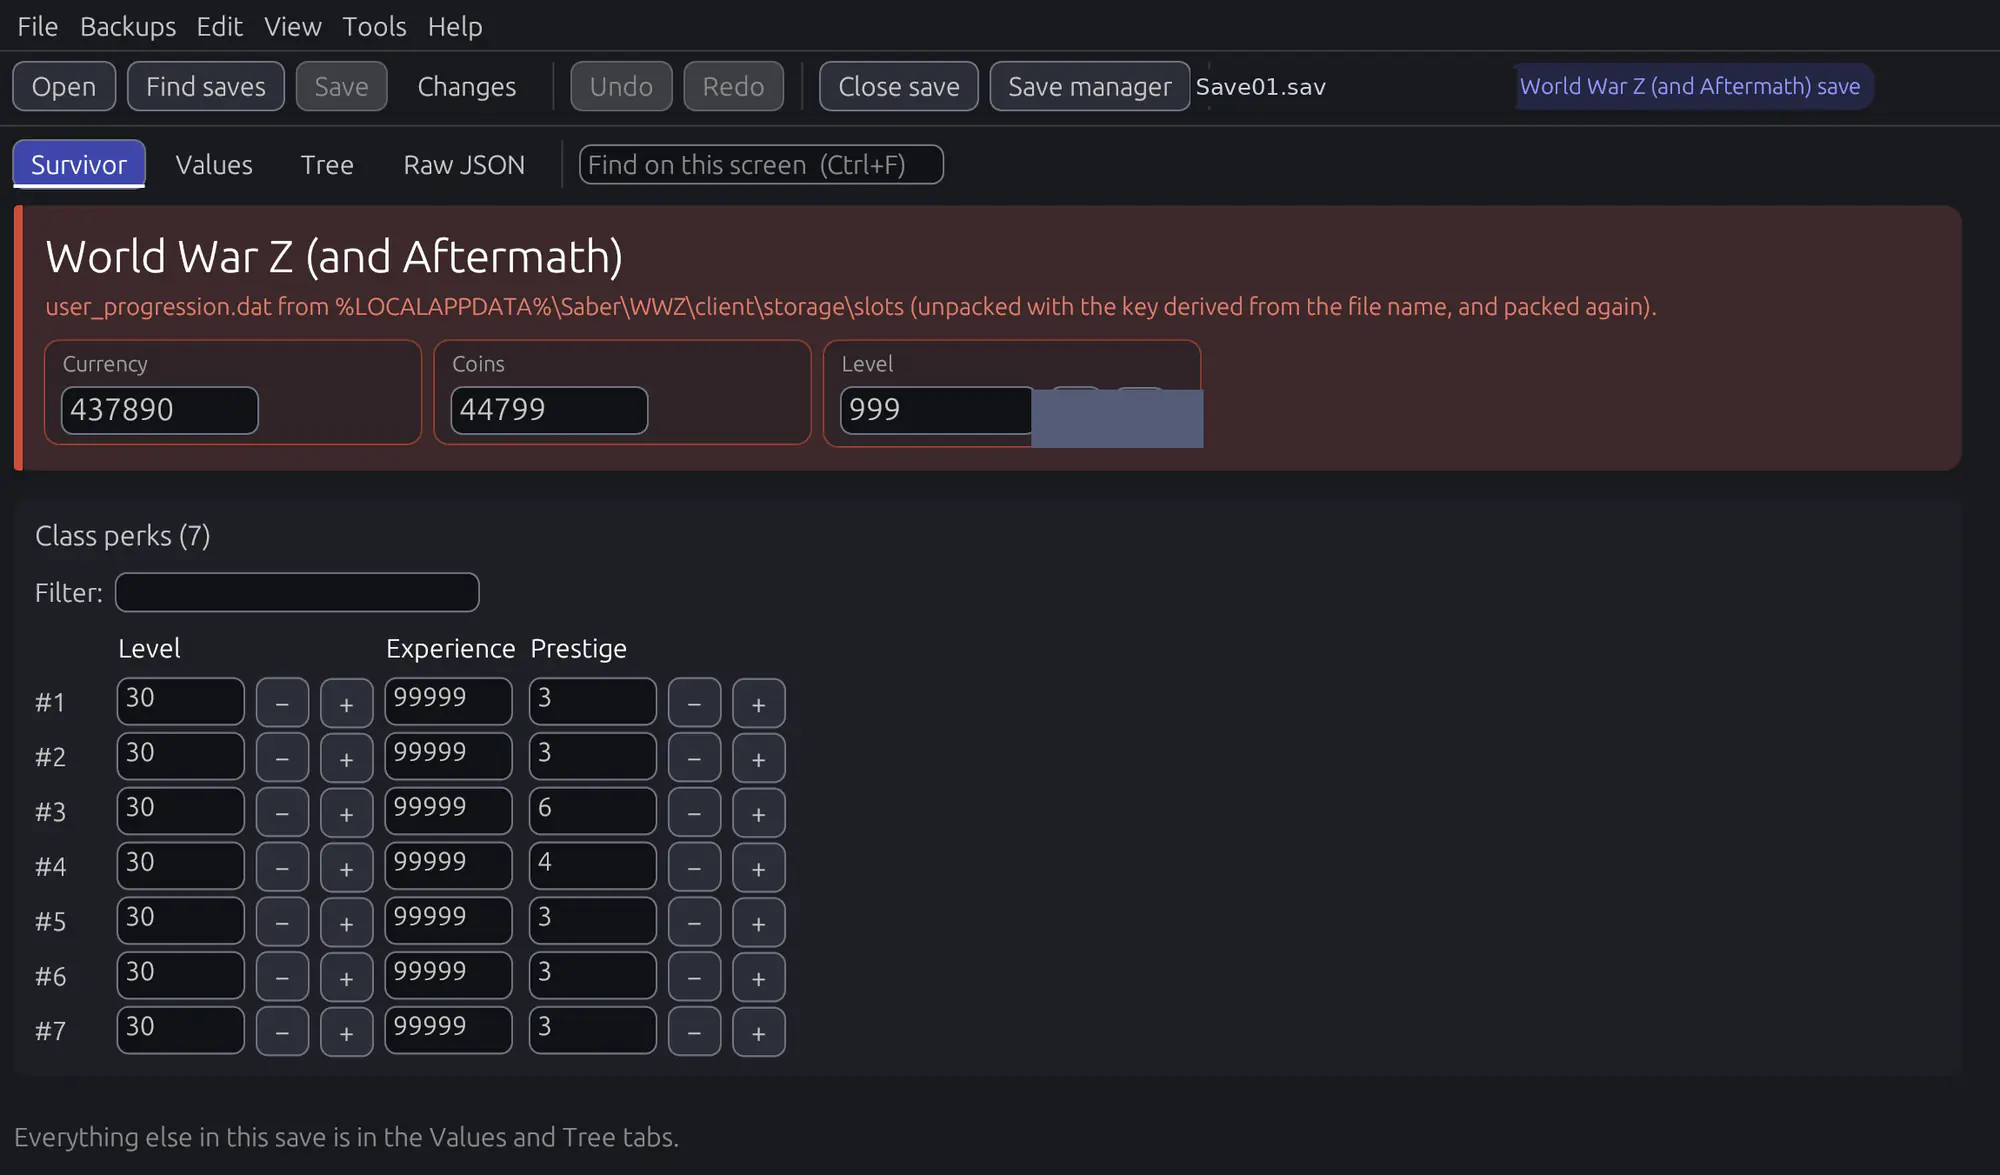 File Backups Edit View Tools Help
Open Find saves Save Changes Undo Redo Close save Save manager Save01.sav World War Z (and Aftermath) save
Survivor Values Tree Raw JSON Find on this screen (Ctrl+F)
World War Z (and Aftermath)
user_progression.dat from %LOCALAPPDATA%\Saber\WWZ\client\storage\slots (unpacked with the key derived from the file name, and packed again).
Currency Coins Level
437890 44799 999
Class perks (7)
Filter:
Level Experience Prestige
#1 30 − + 99999 3 − +
#2 30 − + 99999 3 − +
#3 30 − + 99999 6 − +
#4 30 − + 99999 4 − +
#5 30 − + 99999 3 − +
#6 30 − + 99999 3 − +
#7 30 − + 99999 3 − +
Everything else in this save is in the Values and Tree tabs.